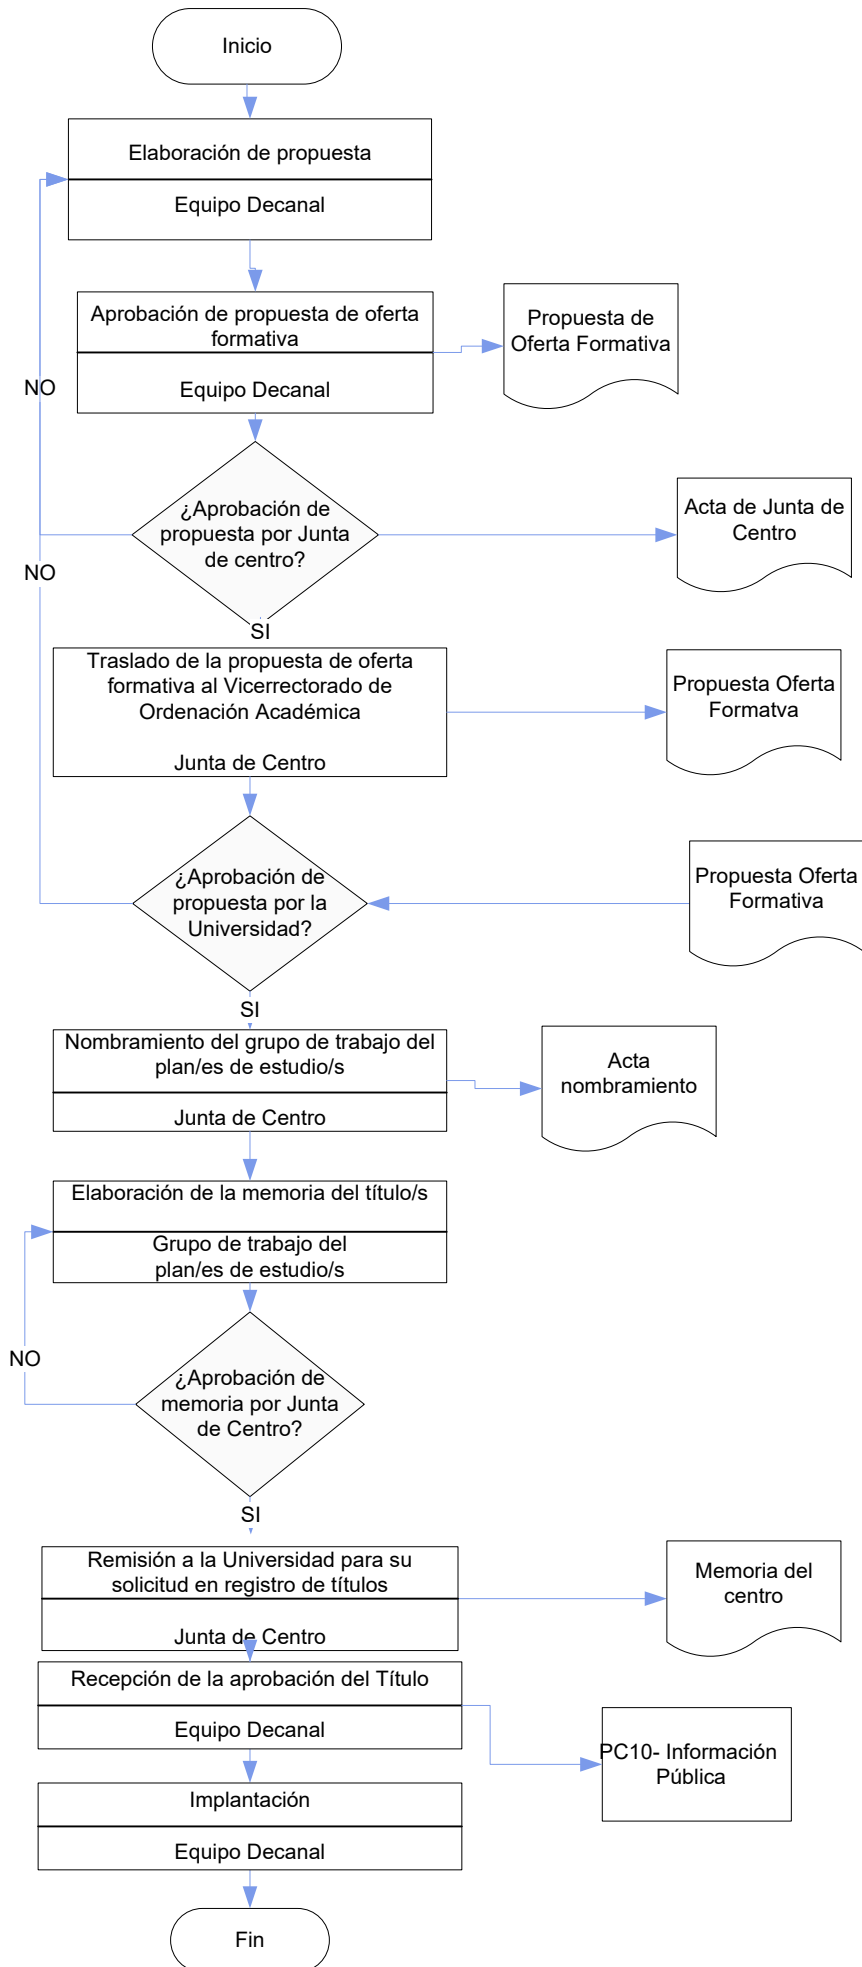 Inicio
Elaboración de propuesta
Equipo Decanal
Aprobación de propuesta de oferta
formativa
Equipo Decanal
Propuesta de
Oferta Formativa
NO
¿Aprobación de
propuesta por Junta
de centro?
Acta de Junta de
Centro
NO
SI
Traslado de la propuesta de oferta
formativa al Vicerrectorado de
Ordenación Académica
Junta de Centro
Propuesta Oferta
Formatva
¿Aprobación de
propuesta por la
Universidad?
Propuesta Oferta
Formativa
SI
Nombramiento del grupo de trabajo del
plan/es de estudio/s
Junta de Centro
Acta
nombramiento
Elaboración de la memoria del título/s
Grupo de trabajo del
plan/es de estudio/s
NO
¿Aprobación de
memoria por Junta
de Centro?
SI
Remisión a la Universidad para su
solicitud en registro de títulos
Junta de Centro
Memoria del
centro
Recepción de la aprobación del Título
Equipo Decanal
PC10- Información
Pública
Implantación
Equipo Decanal
Fin